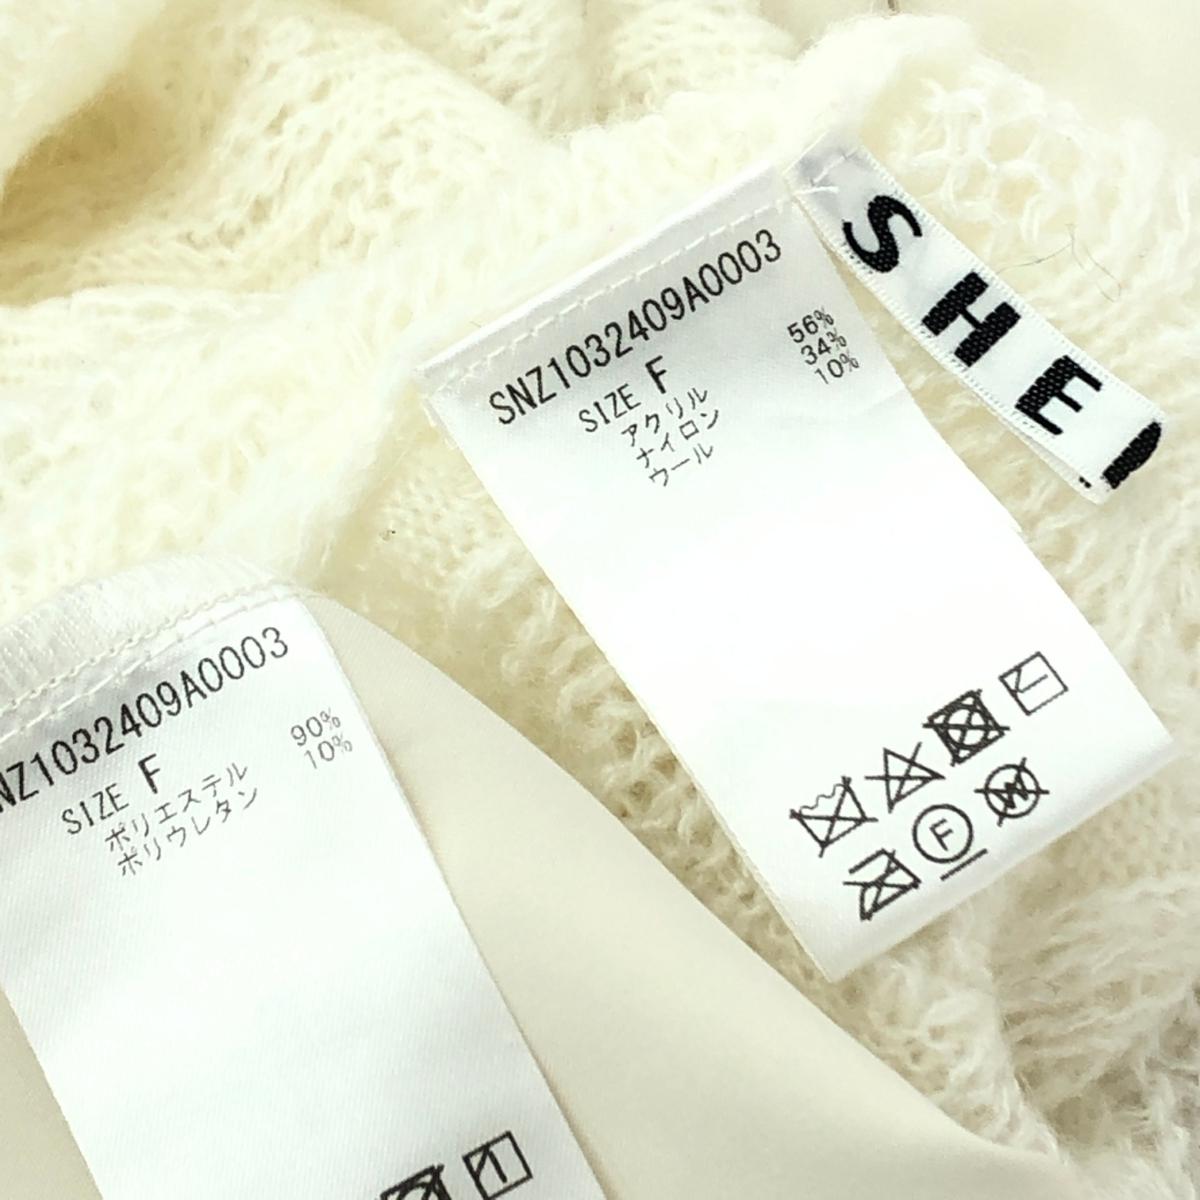 SHE
SNZ1032409A0003
SIZE F
アクリル 56%
ナイロン 34%
ウール 10%
F
W
NZ1032409A0003
SIZE F
ポリエステル 90%
ポリウレタン 10%